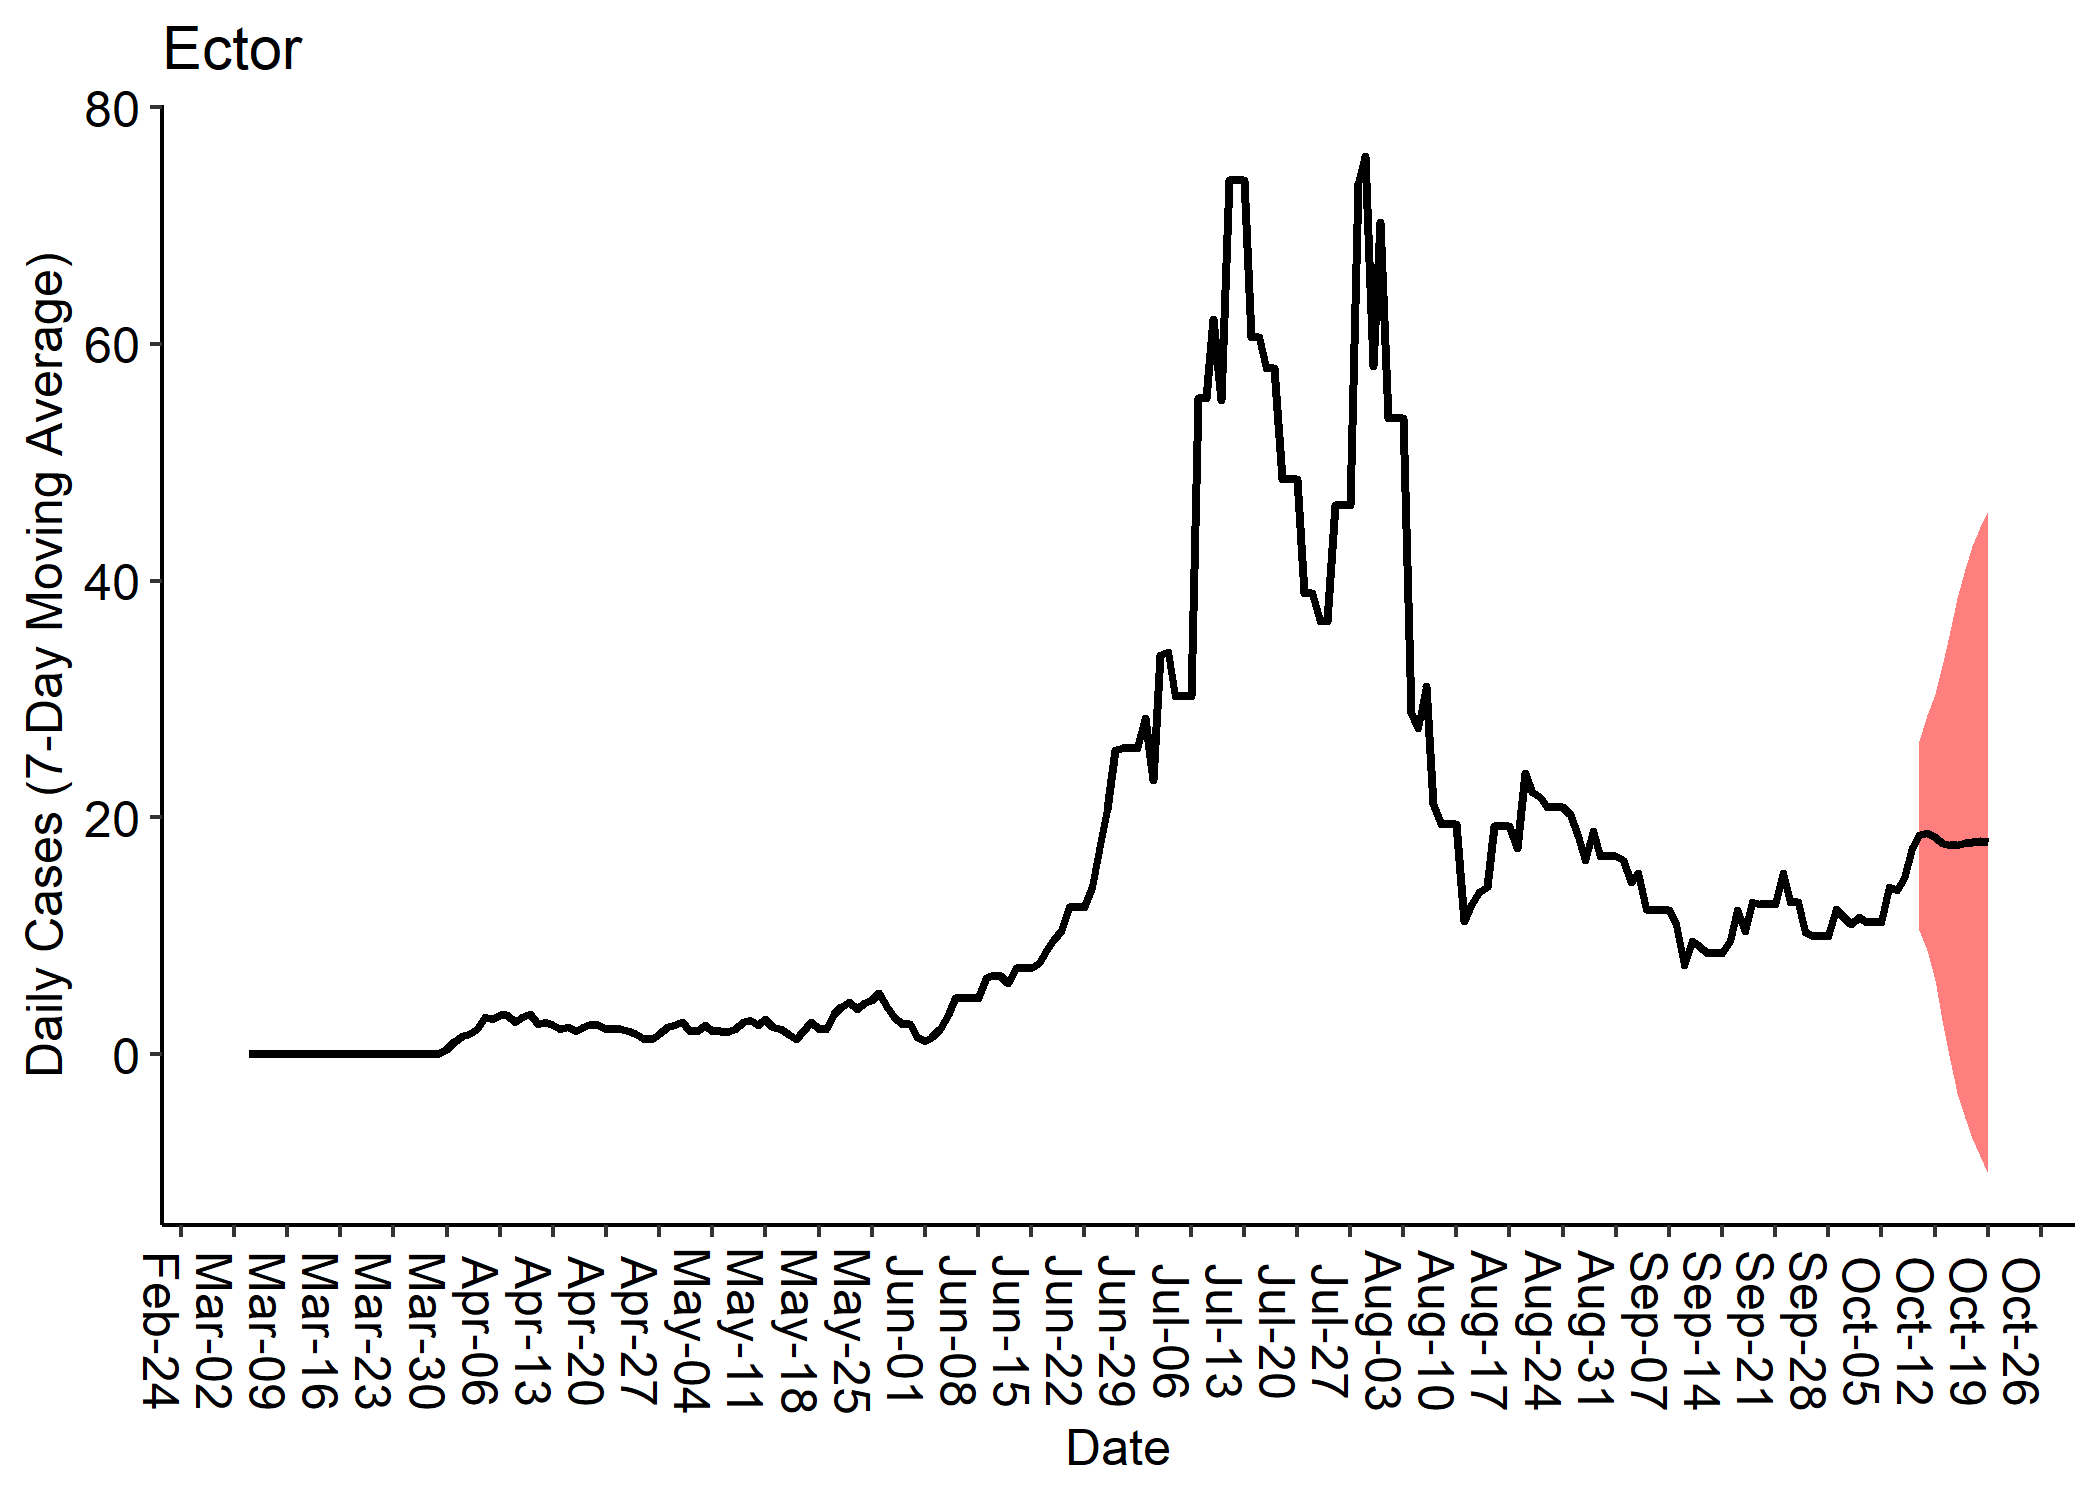 Ector
Daily Cases (7-Day Moving Average)
80
60
40
20
0
Feb-24
Mar-02
Mar-09
Mar-16
Mar-23
Mar-30
Apr-06
Apr-13
Apr-20
Apr-27
May-04
May-11
May-18
May-25
Jun-01
Jun-08
Jun-15
Jun-22
Jun-29
Jul-06
Jul-13
Jul-20
Jul-27
Aug-03
Aug-10
Aug-17
Aug-24
Aug-31
Sep-07
Sep-14
Sep-21
Sep-28
Oct-05
Oct-12
Oct-19
Oct-26
Date